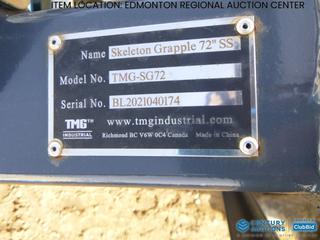 ITEM LOCATION: EDMONTON REGIONAL AUCTION CENTER
Name Skeleton Grapple 72" SS
Model No. TMG-SG72
Serial No. BL2021040174
TMG™
INDUSTRIAL
www.tmgindustrial.com
Richmond BC V6W 0C4 Canada Made in China
CENTURY
AUCTIONS
ClubBid